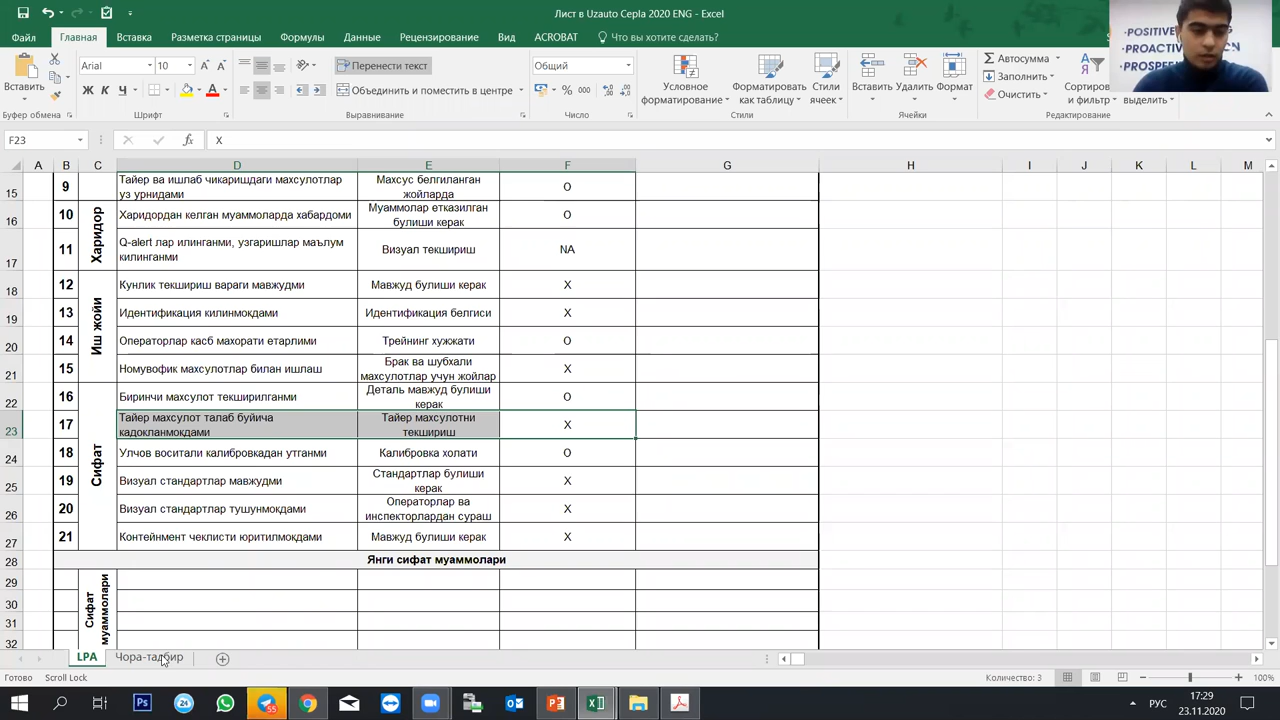 Лист в Uzauto Cepla 2020 ENG - Excel
Файл Главная Вставка Разметка страницы Формулы Данные Рецензирование Вид ACROBAT Что вы хотите сделать?
·POSITIVE
·PROACTIV
Вставить
Arial 10
Ж К Ч
Перенести текст
Объединить и поместить в центре
Общий
% 000
Условное форматирование
Форматировать как таблицу
Стили ячеек
Вставить Удалить Формат
Автосумма
Заполнить
Очистить
Буфер обмена Шрифт Выравнивание Число Стили Ячейки Редактирование
F23 fx X
A B C D E F G H I J K L M
15 9 Тайер ва ишлаб чикаришдаги махсулотлар уз урнидами Махсус белгиланган жойларда O
Харидор
16 10 Харидордан келган муаммоларда хабардоми Муаммолар етказилган булиши керак O
17 11 Q-alert лар илинганми, узгаришлар маълум килинганми Визуал текшириш NA
Иш жойи
18 12 Кунлик текшириш вараги мавжудми Мавжуд булиши керак X
19 13 Идентификация килинмокдами Идентификация белгиси X
20 14 Операторлар касб махорати етарлими Трейнинг хужжати O
21 15 Номувофик махсулотлар билан ишлаш Брак ва шубхали махсулотлар учун жойлар X
Сифат
22 16 Биринчи махсулот текширилганми Деталь мавжуд булиши керак O
23 17 Тайер махсулот талаб буйича кадокланмокдами Тайер махсулотни текшириш X
24 18 Улчов воситали калибровкадан утганми Калибровка холати O
25 19 Визуал стандартлар мавжудми Стандартлар булиши керак X
26 20 Визуал стандартлар тушунмокдами Операторлар ва инспекторлардан сураш X
27 21 Контейнмент чеклисти юритилмокдами Мавжуд булиши керак X
28 Янги сифат муаммолари
29
Сифат муаммолари
30
31
32
LPA Чора-тадбир
Готово Scroll Lock Количество: 3 100%
24
55
РУС
17:29
23.11.2020